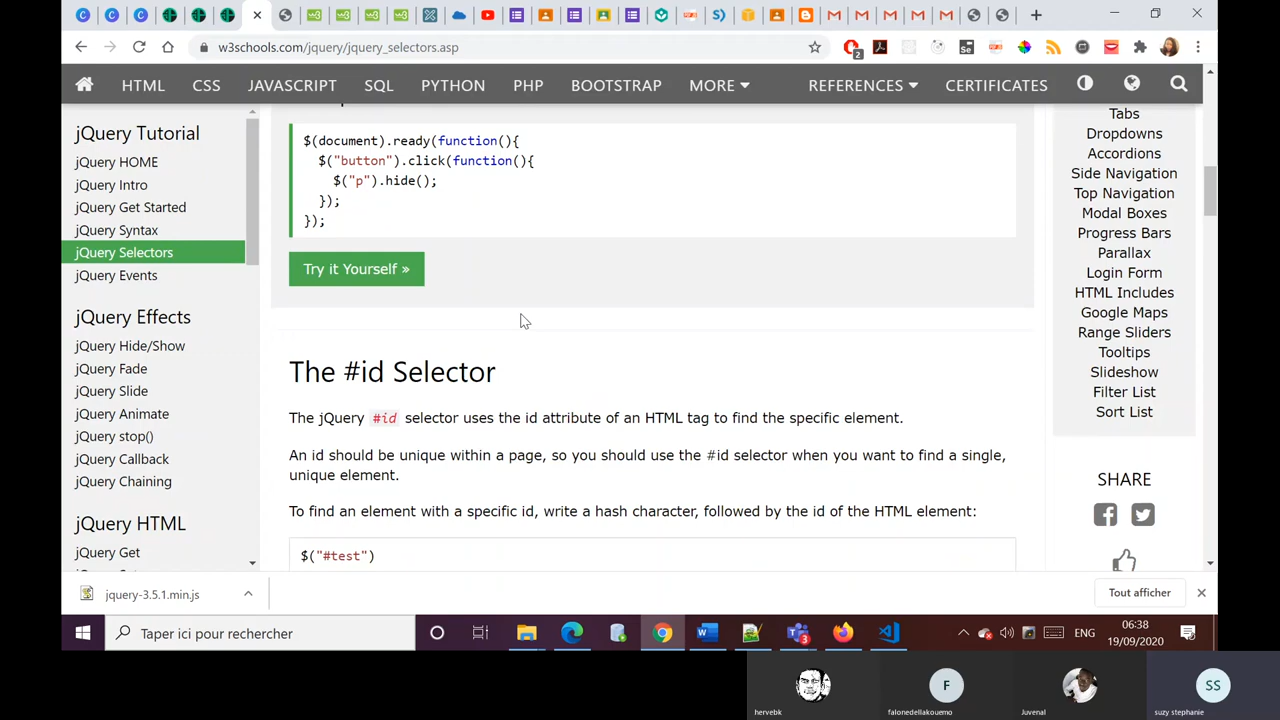 w3schools.com/jquery/jquery_selectors.asp
2
HTML CSS JAVASCRIPT SQL PYTHON PHP BOOTSTRAP MORE REFERENCES CERTIFICATES
jQuery Tutorial
jQuery HOME
jQuery Intro
jQuery Get Started
jQuery Syntax
jQuery Selectors
jQuery Events
jQuery Effects
jQuery Hide/Show
jQuery Fade
jQuery Slide
jQuery Animate
jQuery stop()
jQuery Callback
jQuery Chaining
jQuery HTML
jQuery Get
$(document).ready(function(){
$("button").click(function(){
$("p").hide();
});
});
Try it Yourself »
The #id Selector
The jQuery #id selector uses the id attribute of an HTML tag to find the specific element.
An id should be unique within a page, so you should use the #id selector when you want to find a single,
unique element.
To find an element with a specific id, write a hash character, followed by the id of the HTML element:
$("#test")
Tabs
Dropdowns
Accordions
Side Navigation
Top Navigation
Modal Boxes
Progress Bars
Parallax
Login Form
HTML Includes
Google Maps
Range Sliders
Tooltips
Slideshow
Filter List
Sort List
SHARE
jquery-3.5.1.min.js
Tout afficher
Taper ici pour rechercher
3
ENG
06:38
19/09/2020
F
SS
hervebk
falonedellakouemo
Juvenal
suzy stephanie